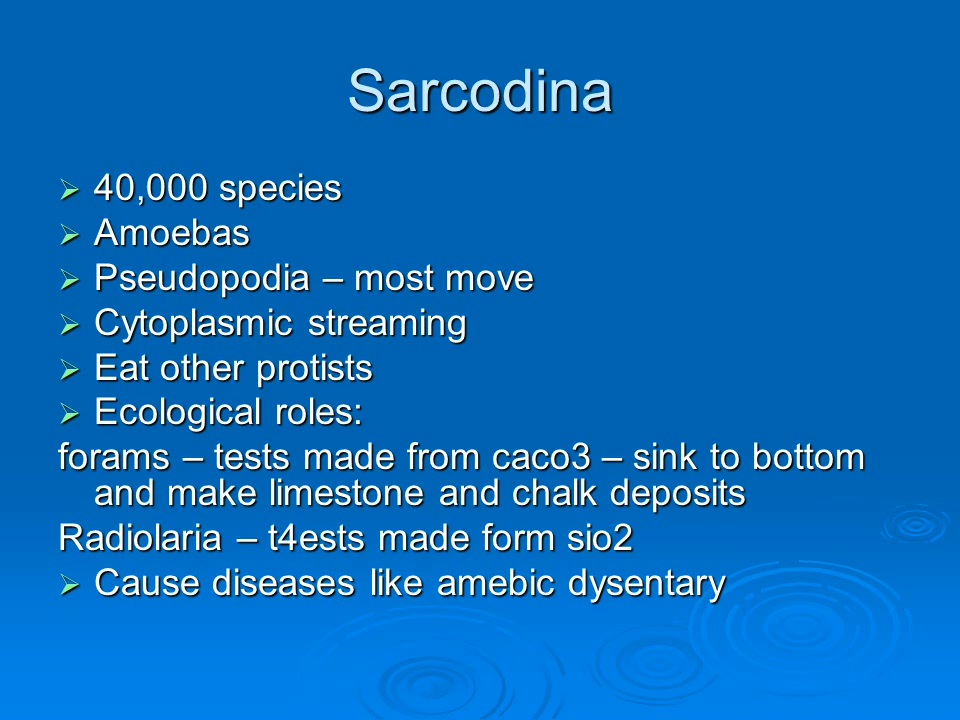 Sarcodina
➢ 40,000 species
➢ Amoebas
➢ Pseudopodia – most move
➢ Cytoplasmic streaming
➢ Eat other protists
➢ Ecological roles:
forams – tests made from caco3 – sink to bottom
and make limestone and chalk deposits
Radiolaria – t4ests made form sio2
➢ Cause diseases like amebic dysentary